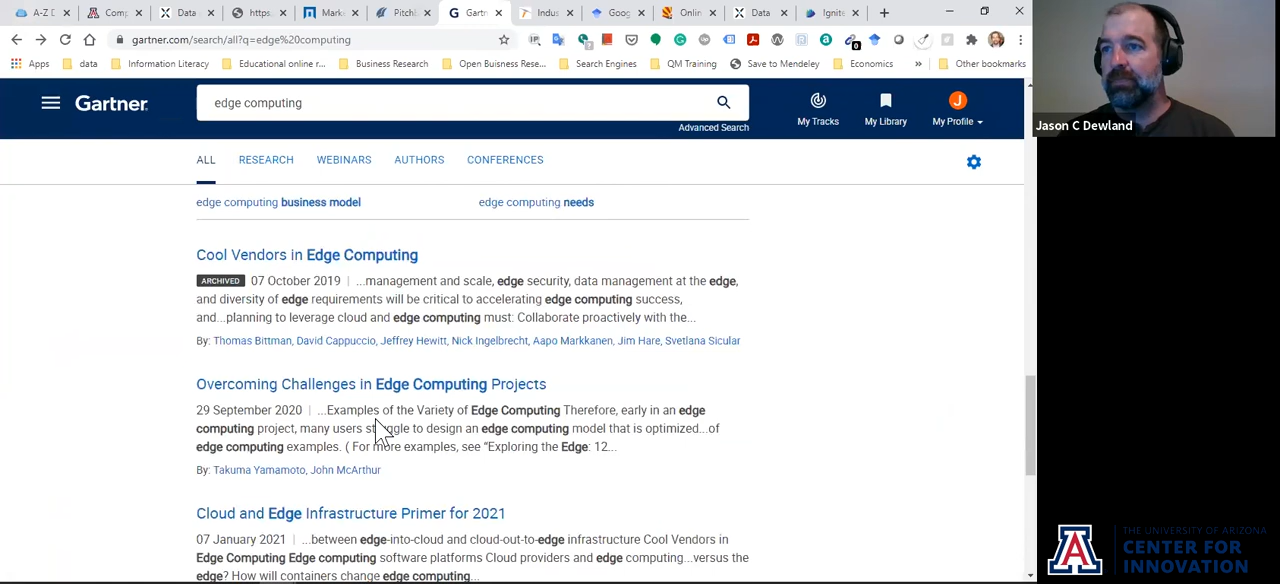 A-Z D
Comp
Data
https:
Marke
Pitchb
Gartn
Indus
Goog
Onlin
Data
Ignite
gartner.com/search/all?q=edge%20computing
Apps
data
Information Literacy
Educational online r...
Business Research
Open Buisness Rese...
Search Engines
QM Training
Save to Mendeley
Economics
»
Other bookmarks
Gartner
edge computing
Advanced Search
My Tracks
My Library
J
My Profile
Jason C Dewland
ALL
RESEARCH
WEBINARS
AUTHORS
CONFERENCES
edge computing business model
edge computing needs
Cool Vendors in Edge Computing
ARCHIVED 07 October 2019 | ...management and scale, edge security, data management at the edge,
and diversity of edge requirements will be critical to accelerating edge computing success,
and...planning to leverage cloud and edge computing must: Collaborate proactively with the...
By: Thomas Bittman, David Cappuccio, Jeffrey Hewitt, Nick Ingelbrecht, Aapo Markkanen, Jim Hare, Svetlana Sicular
Overcoming Challenges in Edge Computing Projects
29 September 2020 | ...Examples of the Variety of Edge Computing Therefore, early in an edge
computing project, many users struggle to design an edge computing model that is optimized...of
edge computing examples. ( For more examples, see “Exploring the Edge: 12...
By: Takuma Yamamoto, John McArthur
Cloud and Edge Infrastructure Primer for 2021
07 January 2021 | ...between edge-into-cloud and cloud-out-to-edge infrastructure Cool Vendors in
Edge Computing Edge computing software platforms Cloud providers and edge computing...versus the
edge? How will containers change edge computing...
A
THE UNIVERSITY OF ARIZONA
CENTER FOR
INNOVATION